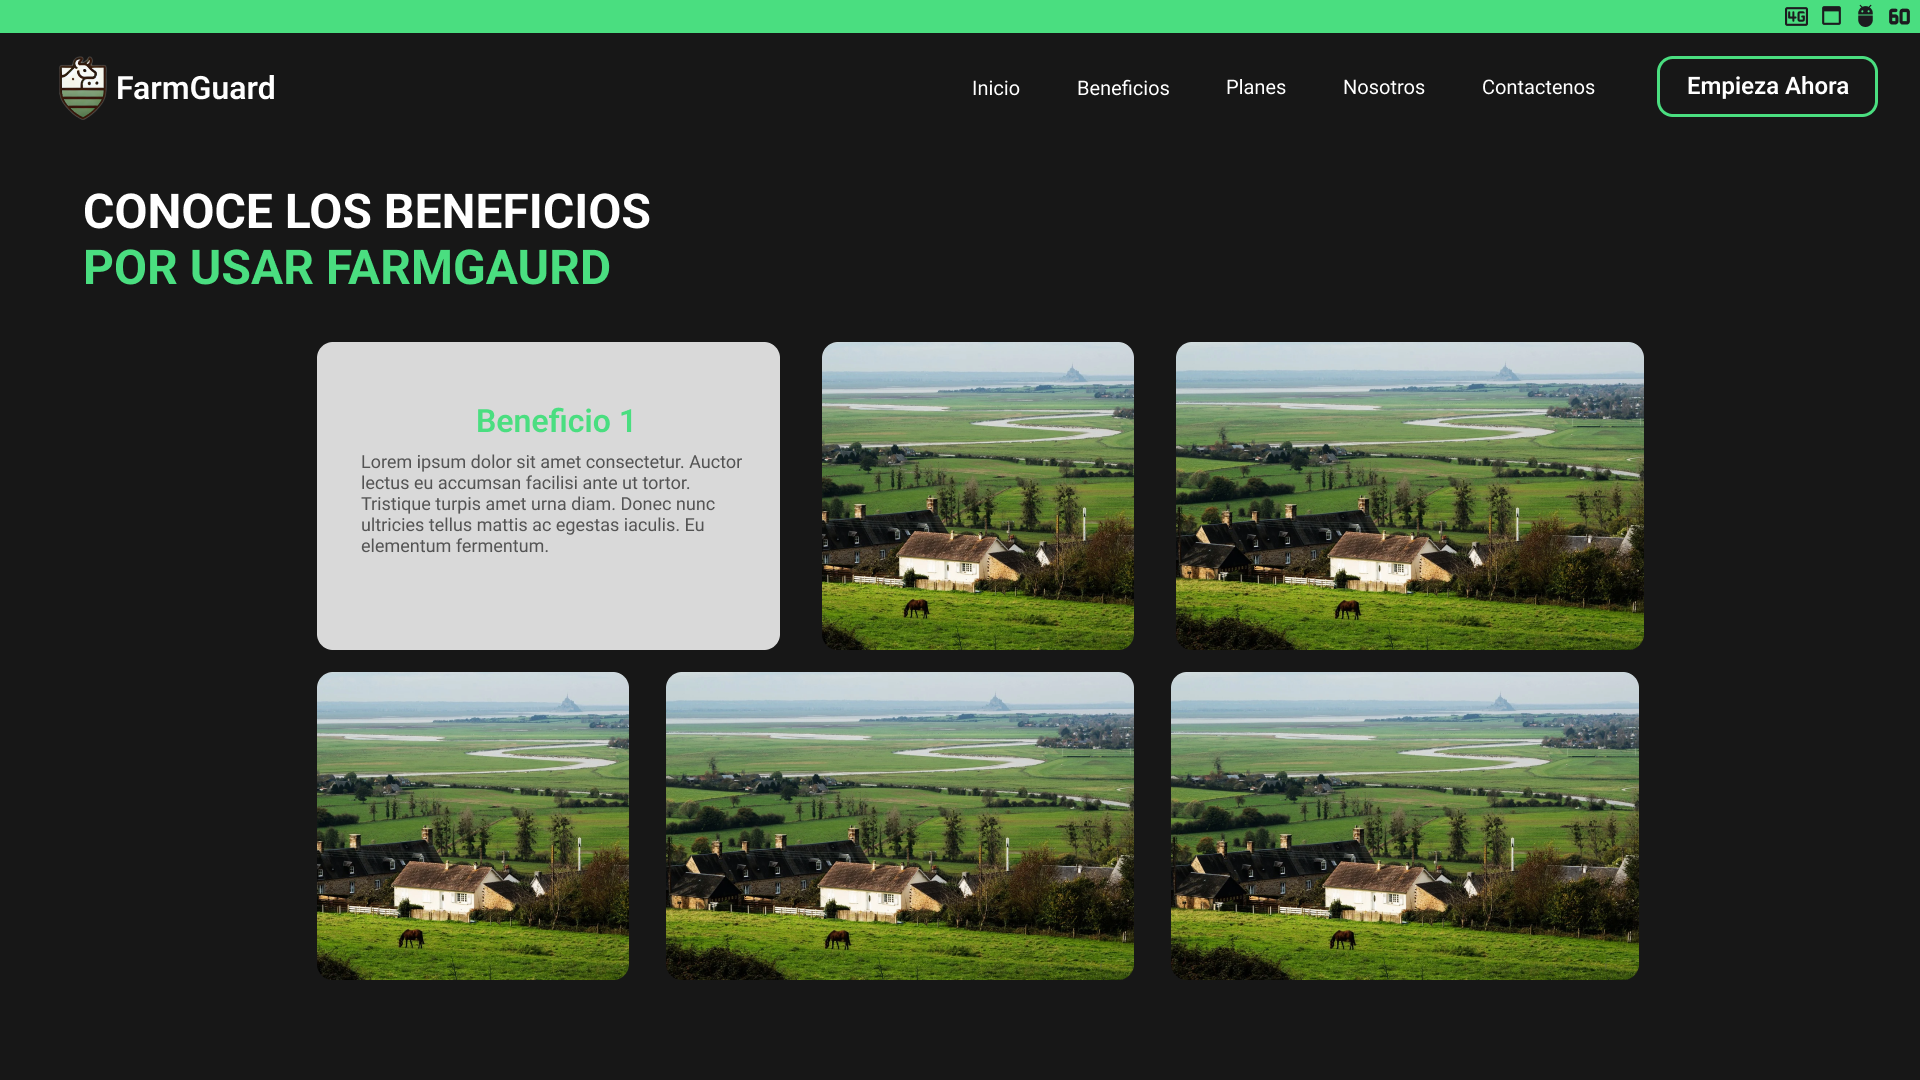 4G 60
FarmGuard
Inicio Beneficios Planes Nosotros Contactenos Empieza Ahora
CONOCE LOS BENEFICIOS
POR USAR FARMGAURD
Beneficio 1
Lorem ipsum dolor sit amet consectetur. Auctor
lectus eu accumsan facilisi ante ut tortor.
Tristique turpis amet urna diam. Donec nunc
ultricies tellus mattis ac egestas iaculis. Eu
elementum fermentum.